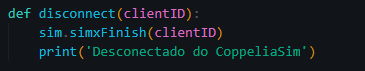 def disconnect(clientID):
    sim.simxFinish(clientID)
    print('Desconectado do CoppeliaSim')